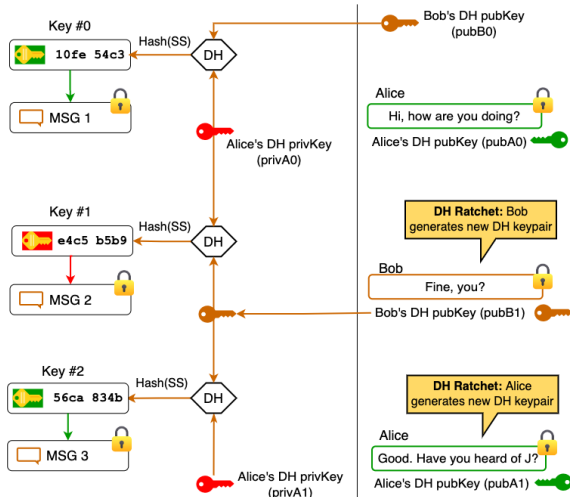 Key #0
Hash(SS)
10fe 54c3
DH
Bob's DH pubKey
(pubB0)
MSG 1
Alice
Hi, how are you doing?
Alice's DH pubKey (pubA0)
Alice's DH privKey
(privA0)
Key #1
Hash(SS)
e4c5 b5b9
DH
DH Ratchet: Bob
generates new DH keypair
MSG 2
Bob
Fine, you?
Bob's DH pubKey (pubB1)
Key #2
Hash(SS)
56ca 834b
DH
DH Ratchet: Alice
generates new DH keypair
MSG 3
Alice
Good. Have you heard of J?
Alice's DH privKey
(privA1)
Alice's DH pubKey (pubA1)